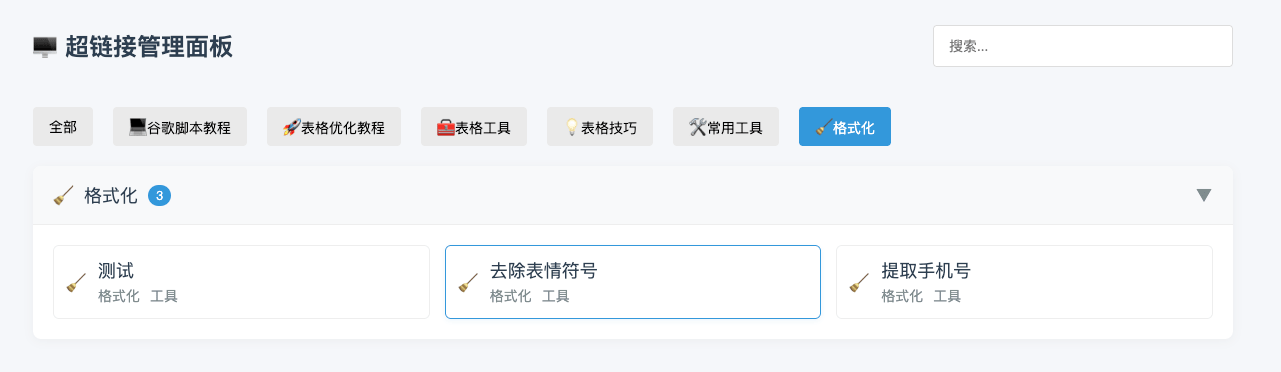 🖥️ 超链接管理面板
搜索...
全部 💻谷歌脚本教程 🚀表格优化教程 🧰表格工具 💡表格技巧 🛠️常用工具 🧹格式化
🧹 格式化 3 ▼
🧹 测试
格式化 工具
🧹 去除表情符号
格式化 工具
🧹 提取手机号
格式化 工具